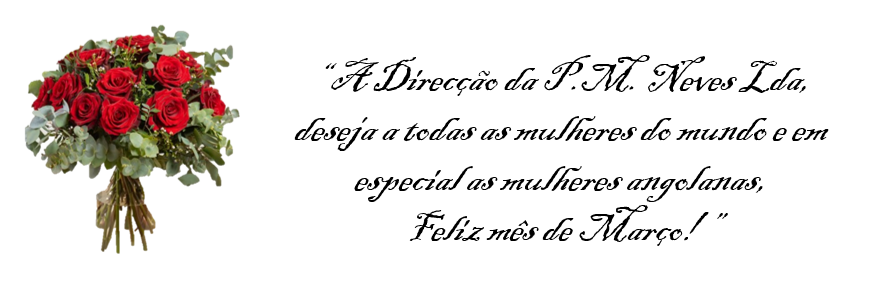 “A Direcção da P.M. Neves Lda,
deseja a todas as mulheres do mundo e em
especial as mulheres angolanas,
Feliz mês de Março! ”